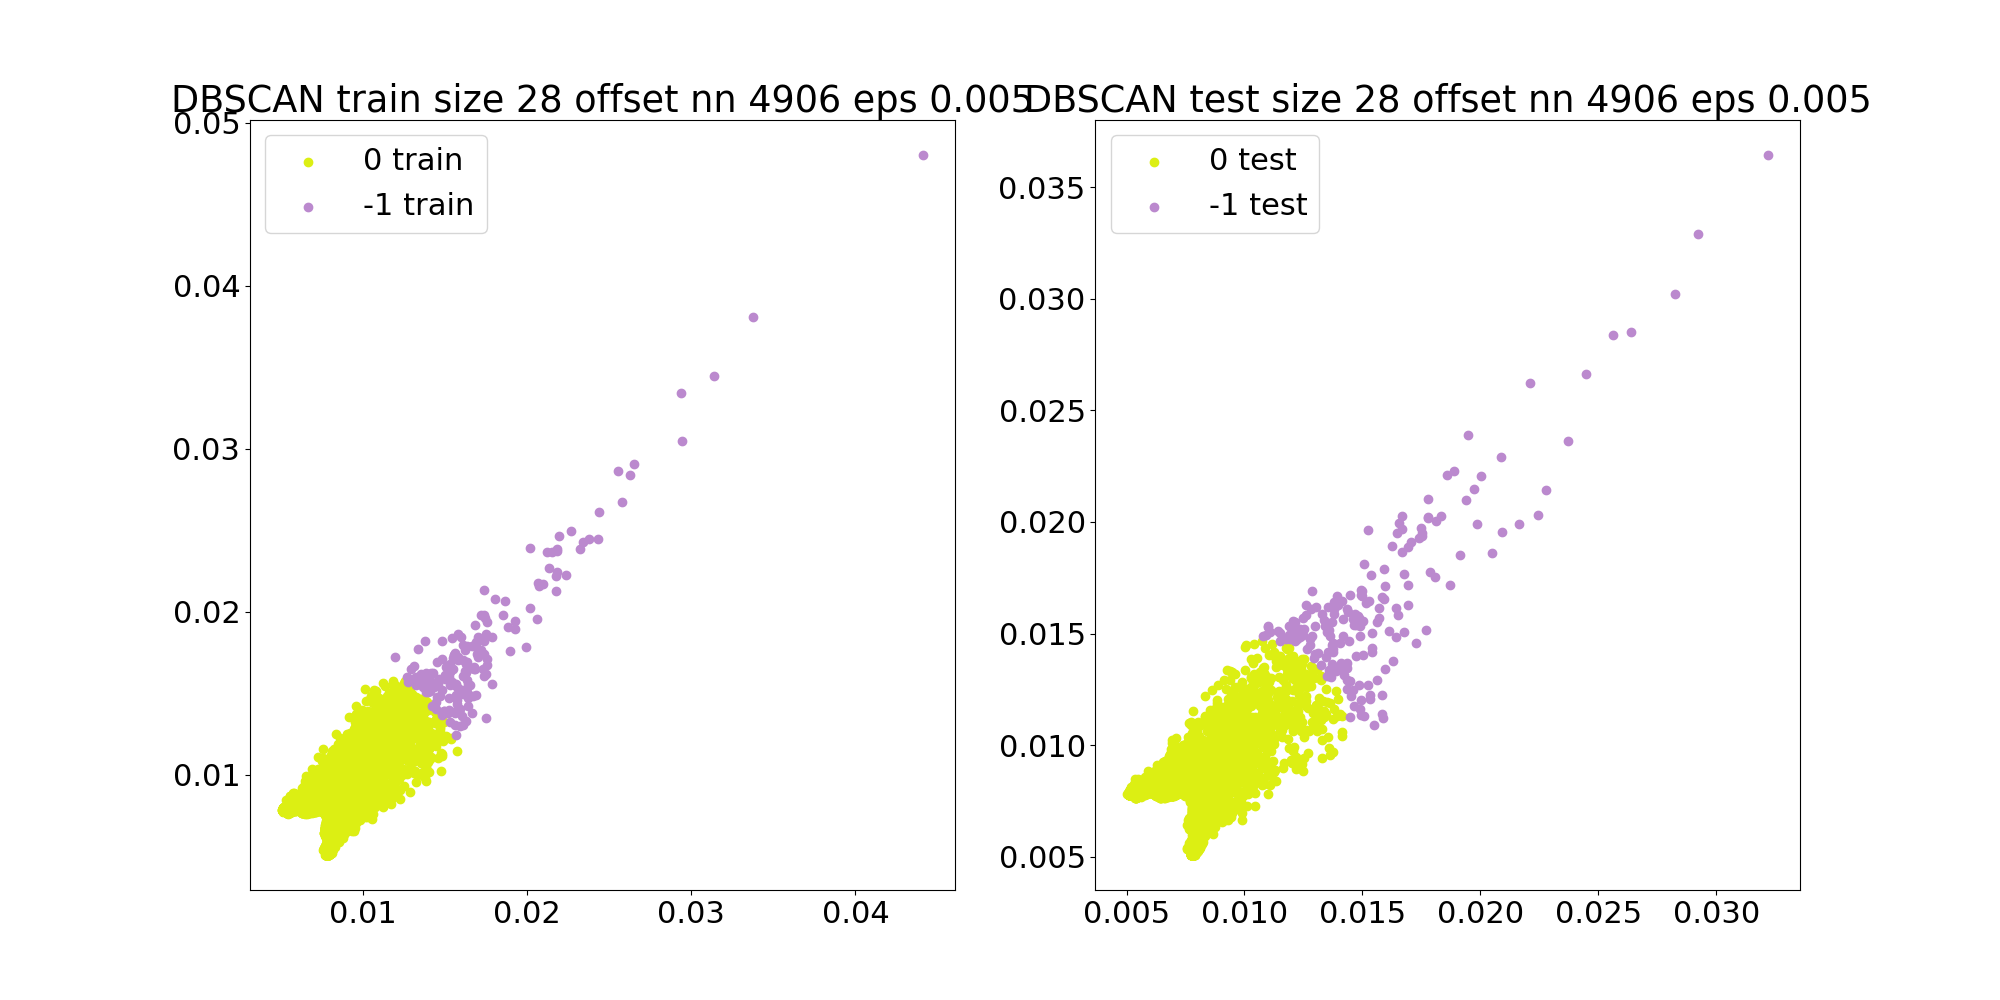 DBSCAN train size 28 offset nn 4906 eps 0.005
0 train
-1 train
0.05
0.04
0.03
0.02
0.01
0.01 0.02 0.03 0.04
DBSCAN test size 28 offset nn 4906 eps 0.005
0 test
-1 test
0.035
0.030
0.025
0.020
0.015
0.010
0.005
0.005 0.010 0.015 0.020 0.025 0.030